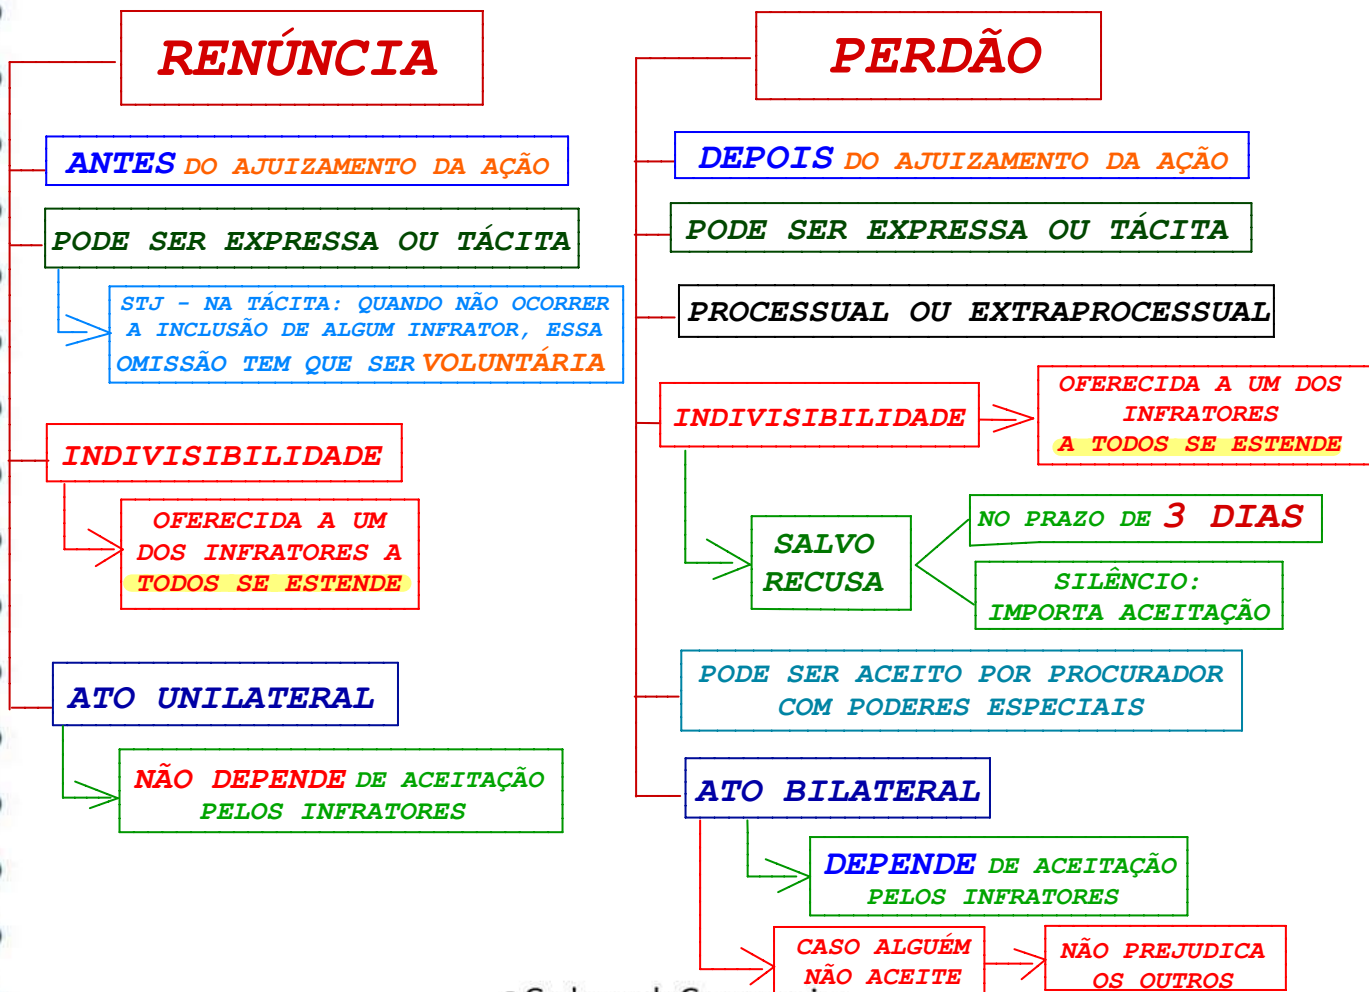 RENÚNCIA
ANTES DO AJUIZAMENTO DA AÇÃO
PODE SER EXPRESSA OU TÁCITA
STJ - NA TÁCITA: QUANDO NÃO OCORRER
A INCLUSÃO DE ALGUM INFRATOR, ESSA
OMISSÃO TEM QUE SER VOLUNTÁRIA
INDIVISIBILIDADE
OFERECIDA A UM
DOS INFRATORES A
TODOS SE ESTENDE
ATO UNILATERAL
NÃO DEPENDE DE ACEITAÇÃO
PELOS INFRATORES
PERDÃO
DEPOIS DO AJUIZAMENTO DA AÇÃO
PODE SER EXPRESSA OU TÁCITA
PROCESSUAL OU EXTRAPROCESSUAL
INDIVISIBILIDADE
OFERECIDA A UM DOS
INFRATORES
A TODOS SE ESTENDE
SALVO
RECUSA
NO PRAZO DE 3 DIAS
SILÊNCIO:
IMPORTA ACEITAÇÃO
PODE SER ACEITO POR PROCURADOR
COM PODERES ESPECIAIS
ATO BILATERAL
DEPENDE DE ACEITAÇÃO
PELOS INFRATORES
CASO ALGUÉM
NÃO ACEITE
NÃO PREJUDICA
OS OUTROS